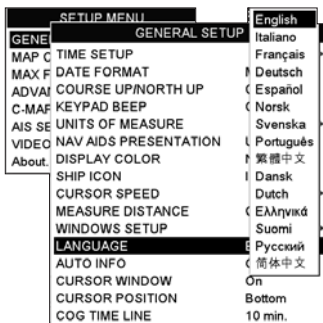 SETUP MENU
GENE
MAP C
MAX F
ADVAN
C-MAF
AIS SE
VIDEO
About.
GENERAL SETUP
TIME SETUP
DATE FORMAT
COURSE UP/NORTH UP
KEYPAD BEEP
UNITS OF MEASURE
NAV AIDS PRESENTATION
DISPLAY COLOR
SHIP ICON
CURSOR SPEED
MEASURE DISTANCE
WINDOWS SETUP
LANGUAGE
AUTO INFO
CURSOR WINDOW On
CURSOR POSITION Bottom
COG TIME LINE 10 min.
English
Italiano
Français
Deutsch
Español
Norsk
Svenska
Português
繁體中文
Dansk
Dutch
Ελληνικά
Suomi
Русский
简体中文